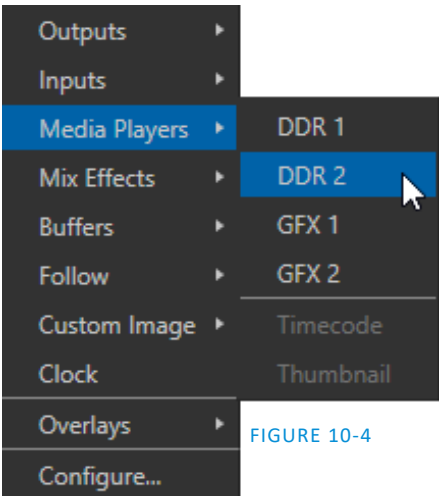 Outputs
Inputs
Media Players
Mix Effects
Buffers
Follow
Custom Image
Clock
Overlays
Configure...
DDR 1
DDR 2
GFX 1
GFX 2
Timecode
Thumbnail
FIGURE 10-4